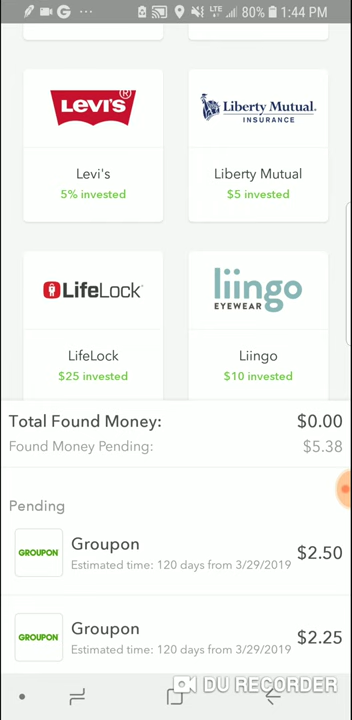 LTE 80% 1:44 PM
LEVI'S®
Liberty Mutual.
INSURANCE
Levi's
5% invested
Liberty Mutual
$5 invested
LifeLock
liingo
EYEWEAR
LifeLock
$25 invested
Liingo
$10 invested
Total Found Money: $0.00
Found Money Pending: $5.38
Pending
GROUPON
Groupon
Estimated time: 120 days from 3/29/2019
$2.50
GROUPON
Groupon
Estimated time: 120 days from 3/29/2019
$2.25
DU RECORDER